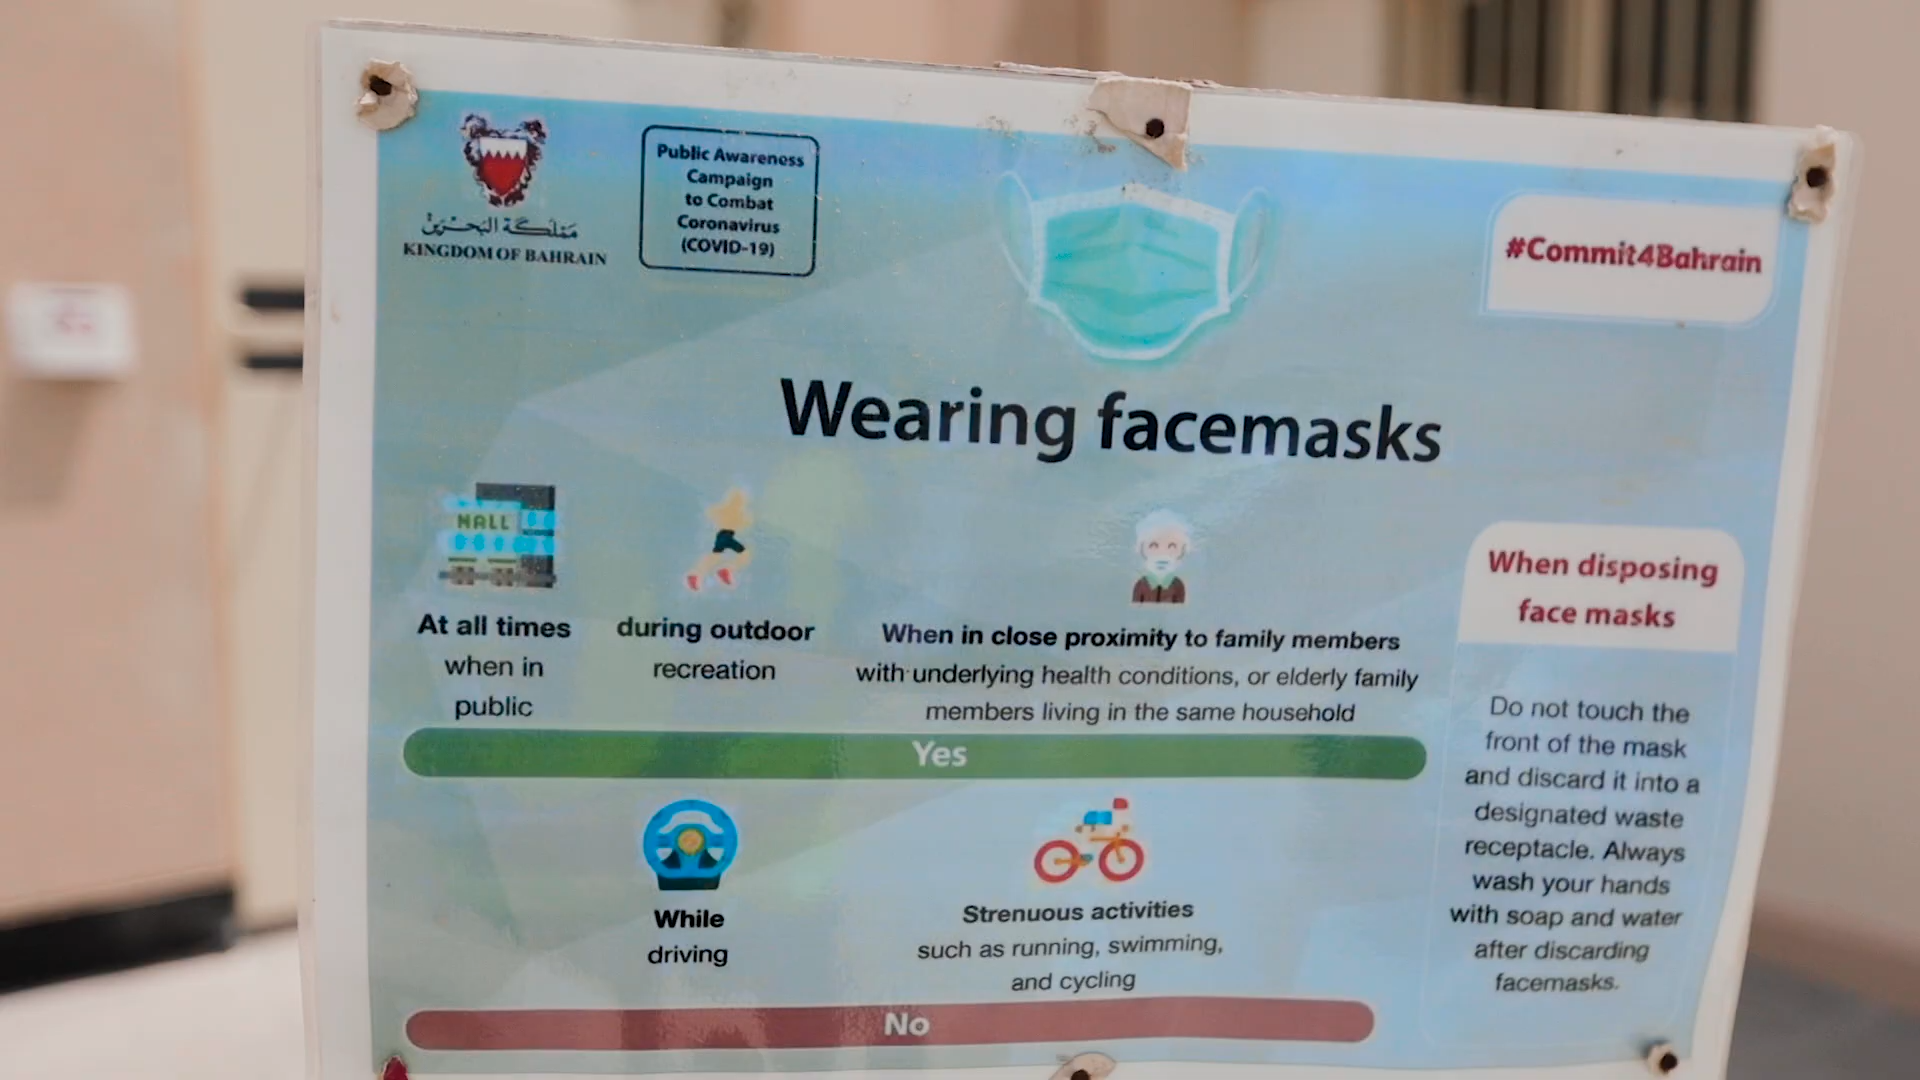 مملكة البحرين
KINGDOM OF BAHRAIN
Public Awareness
Campaign
to Combat
Coronavirus
(COVID-19)
#Commit4Bahrain
Wearing facemasks
MALL
At all times
when in
public
during outdoor
recreation
When in close proximity to family members
with underlying health conditions, or elderly family
members living in the same household
Yes
While
driving
Strenuous activities
such as running, swimming,
and cycling
No
When disposing
face masks
Do not touch the
front of the mask
and discard it into a
designated waste
receptacle. Always
wash your hands
with soap and water
after discarding
facemasks.